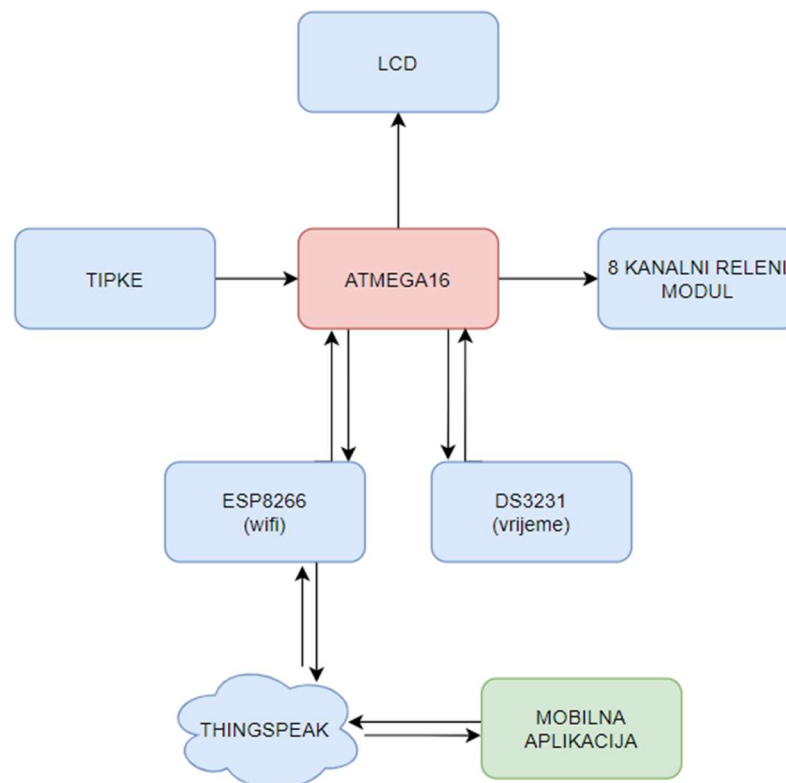 LCD
TIPKE
ATMEGA16
8 KANALNI RELENI
MODUL
ESP8266
(wifi)
DS3231
(vrijeme)
THINGSPEAK
MOBILNA
APLIKACIJA